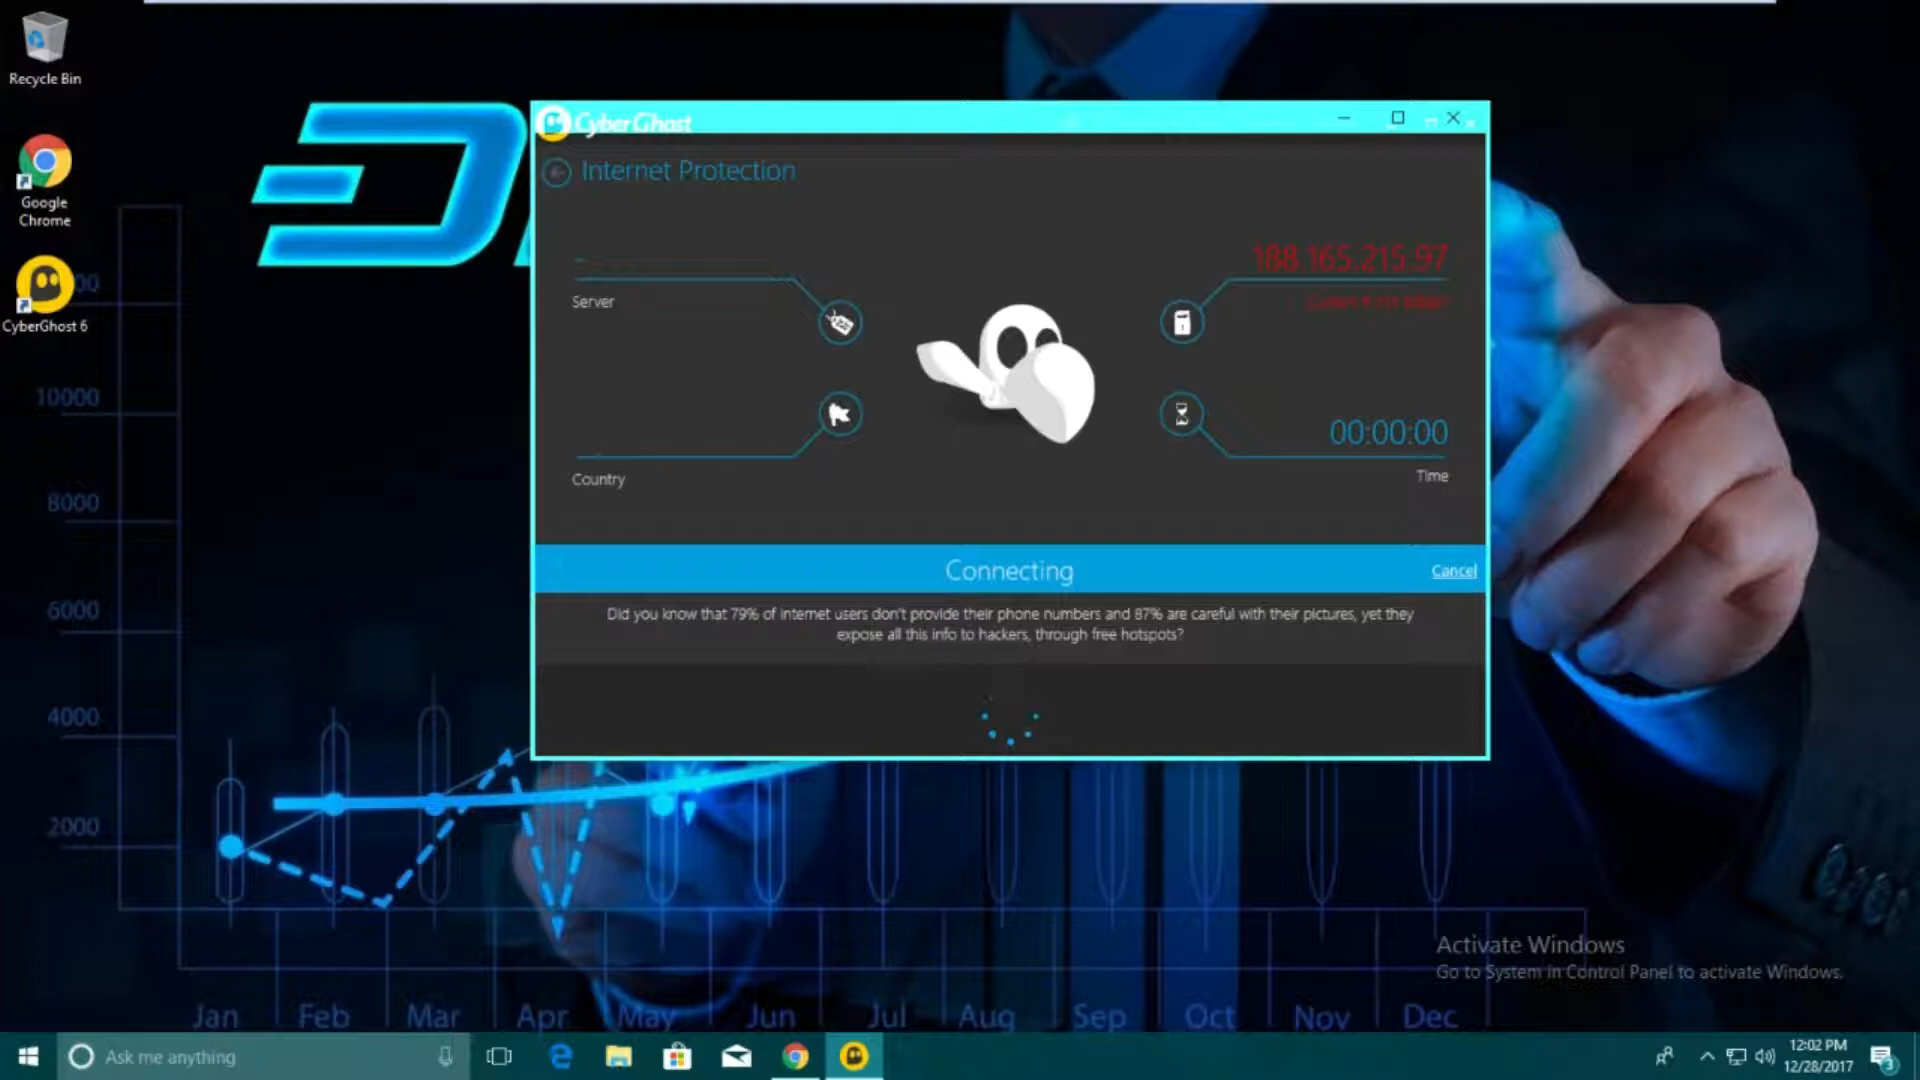 Recycle Bin
Google
Chrome
CyberGhost 6
CyberGhost
Internet Protection
188.165.215.97
Server
Country
00:00:00
Time
Connecting
Cancel
Did you know that 79% of internet users don't provide their phone numbers and 87% are careful with their pictures, yet they
expose all this info to hackers, through free hotspots?
10000
8000
6000
4000
2000
Jan Feb Mar Apr May Jun Jul Aug Sep Oct Nov Dec
Activate Windows
Go to System in Control Panel to activate Windows.
Ask me anything
12:02 PM
12/28/2017
3